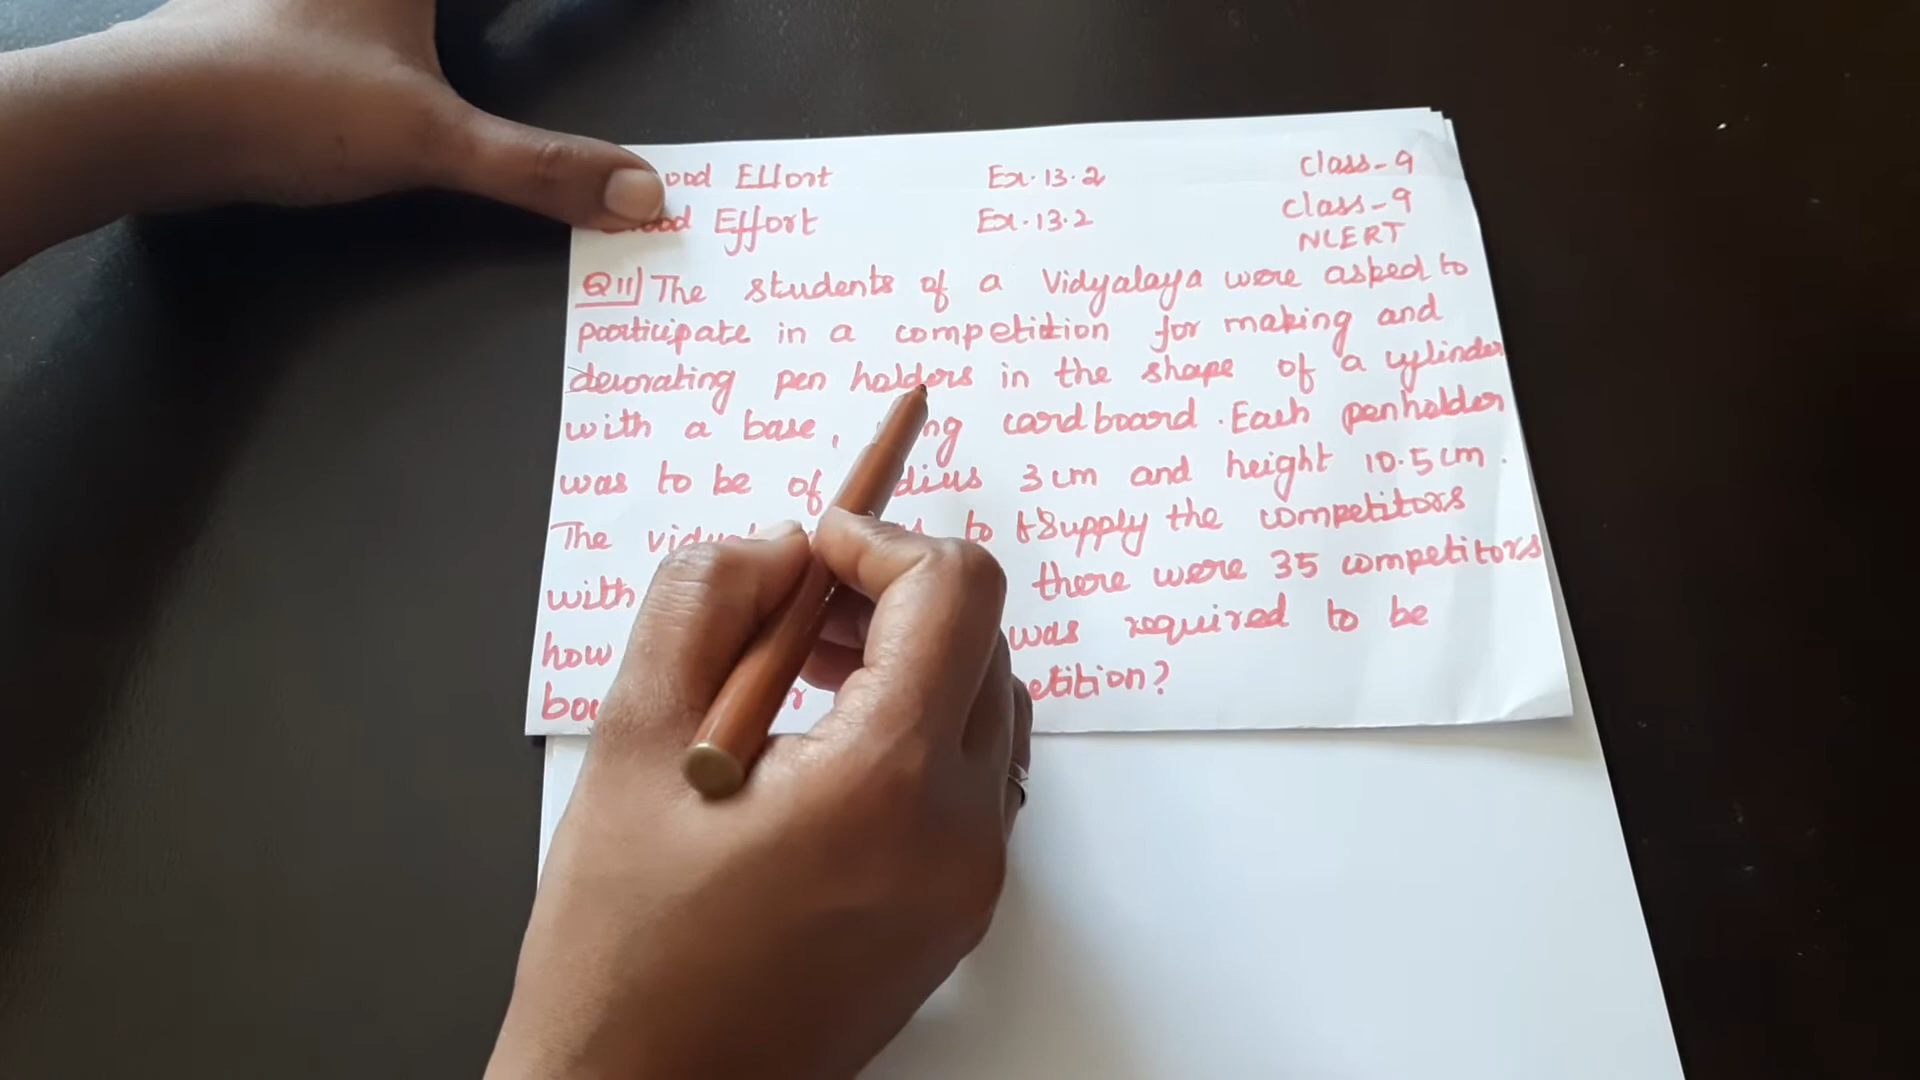 Effort Ex.13.2 Class-9
Effort Ex.13.2 Class-9
NCERT
Q11 The students of a Vidyalaya were asked to
participate in a competition for making and
decorating pen holders in the shape of a cylinder
with a base, cardboard. Each penholder
was to be of 3cm and height 10.5cm.
The to supply the competitors
with there were 35 competitors
how was required to be